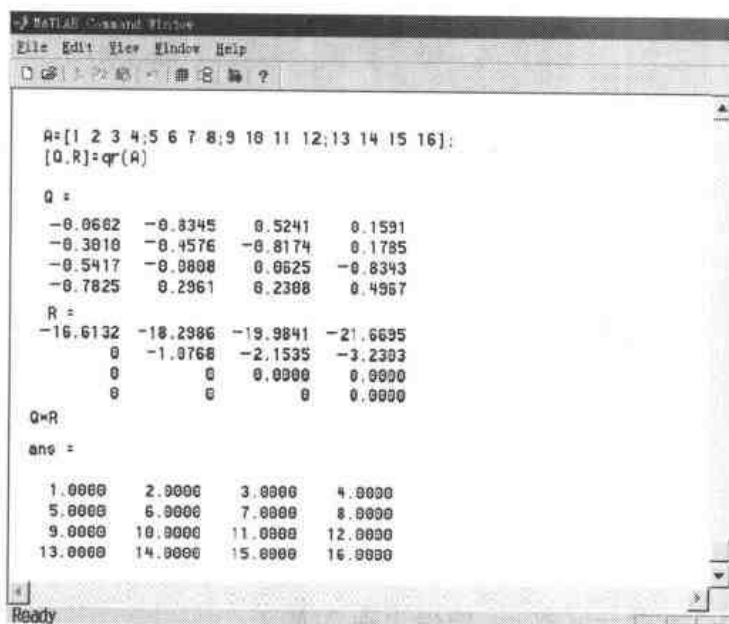 MATLAB Command Window
File Edit View Window Help
?
A=[1 2 3 4;5 6 7 8;9 10 11 12;13 14 15 16];
[Q,R]=qr(A)
Q =
-0.0602 -0.8345 0.5241 0.1591
-0.3010 -0.4576 -0.8174 0.1785
-0.5417 -0.0808 0.0625 -0.8343
-0.7825 0.2961 0.2308 0.4967
R =
-16.6132 -18.2986 -19.9841 -21.6695
0 -1.0768 -2.1535 -3.2303
0 0 0.0000 0.0000
0 0 0 0.0000
Q*R
ans =
1.0000 2.0000 3.0000 4.0000
5.0000 6.0000 7.0000 8.0000
9.0000 10.0000 11.0000 12.0000
13.0000 14.0000 15.0000 16.0000
Ready